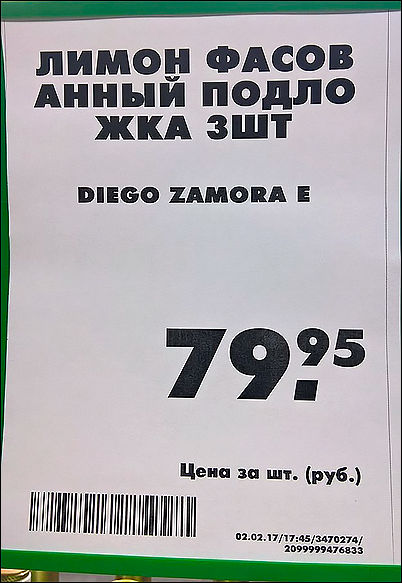 ЛИМОН ФАСОВ
АННЫЙ ПОДЛО
ЖКА 3ШТ
DIEGO ZAMORA E
79.95
Цена за шт. (руб.)
02.02.17/17:45/3470274/
2099999476833